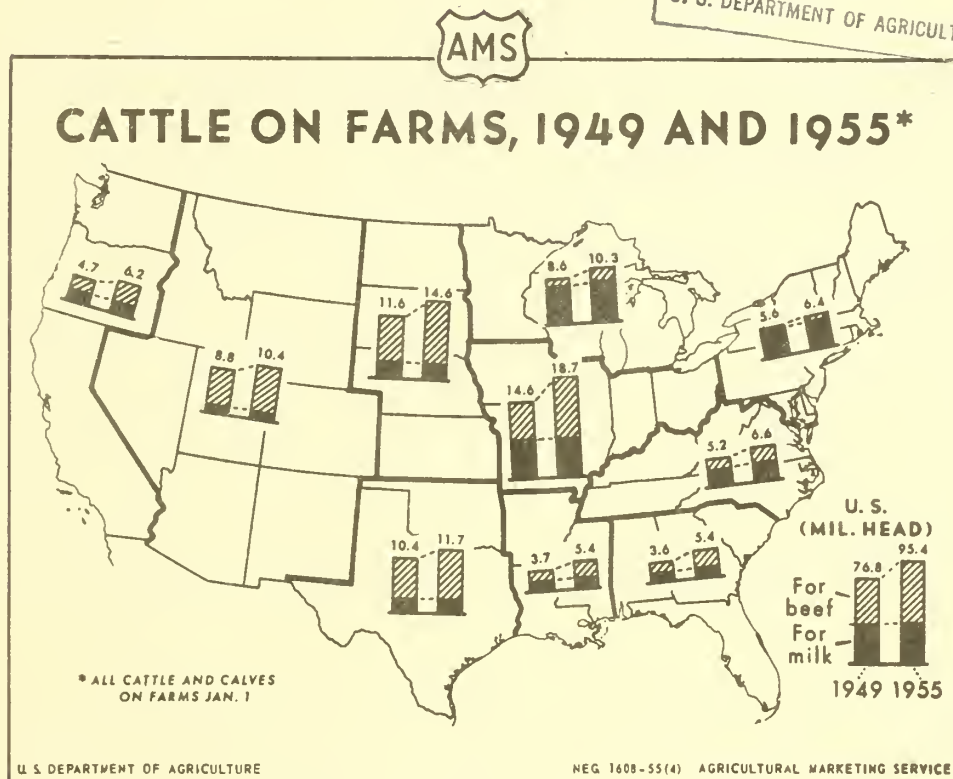 U. S. DEPARTMENT OF
AMS
CATTLE ON FARMS, 1949 AND 1955*
4.7 6.2
8.8 10.4
11.6 14.6
8.6 10.3
14.6 18.7
5.6 6.4
5.2 6.6
10.4 11.7
3.7 5.4
3.6 5.4
U. S.
(MIL. HEAD)
95.4
76.8
For
beef
For
milk
1949 1955
* ALL CATTLE AND CALVES
ON FARMS JAN. 1
U. S. DEPARTMENT OF AGRICULTURE
NEG. 1608-55(4) AGRICULTURAL MARKETING SERVICE